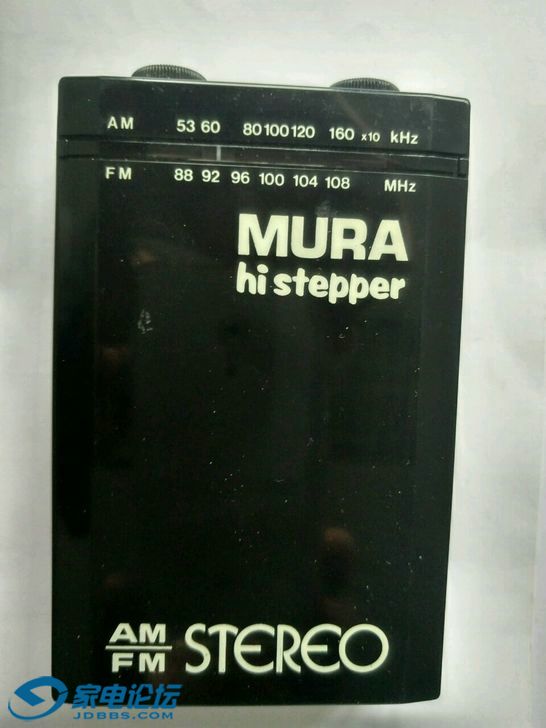 AM 53 60 80 100 120 160 x10 kHz
FM 88 92 96 100 104 108 MHz
MURA
hi stepper
AM
FM STEREO
家电论坛
JDBBS.COM